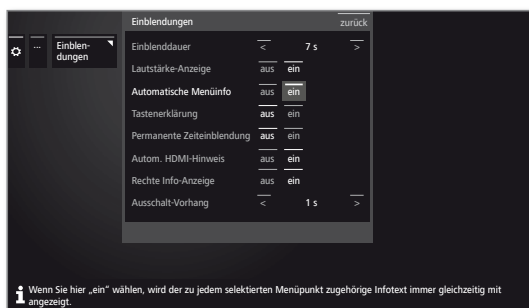 Einblendungen zurück
... Einblen-
dungen
Einblenddauer < 7 s >
Lautstärke-Anzeige aus ein
Automatische Menüinfo aus ein
Tastenerklärung aus ein
Permanente Zeiteinblendung aus ein
Autom. HDMI-Hinweis aus ein
Rechte Info-Anzeige aus ein
Ausschalt-Vorhang < 1 s >
i Wenn Sie hier „ein” wählen, wird der zu jedem selektierten Menüpunkt zugehörige Infotext immer gleichzeitig mit
angezeigt.